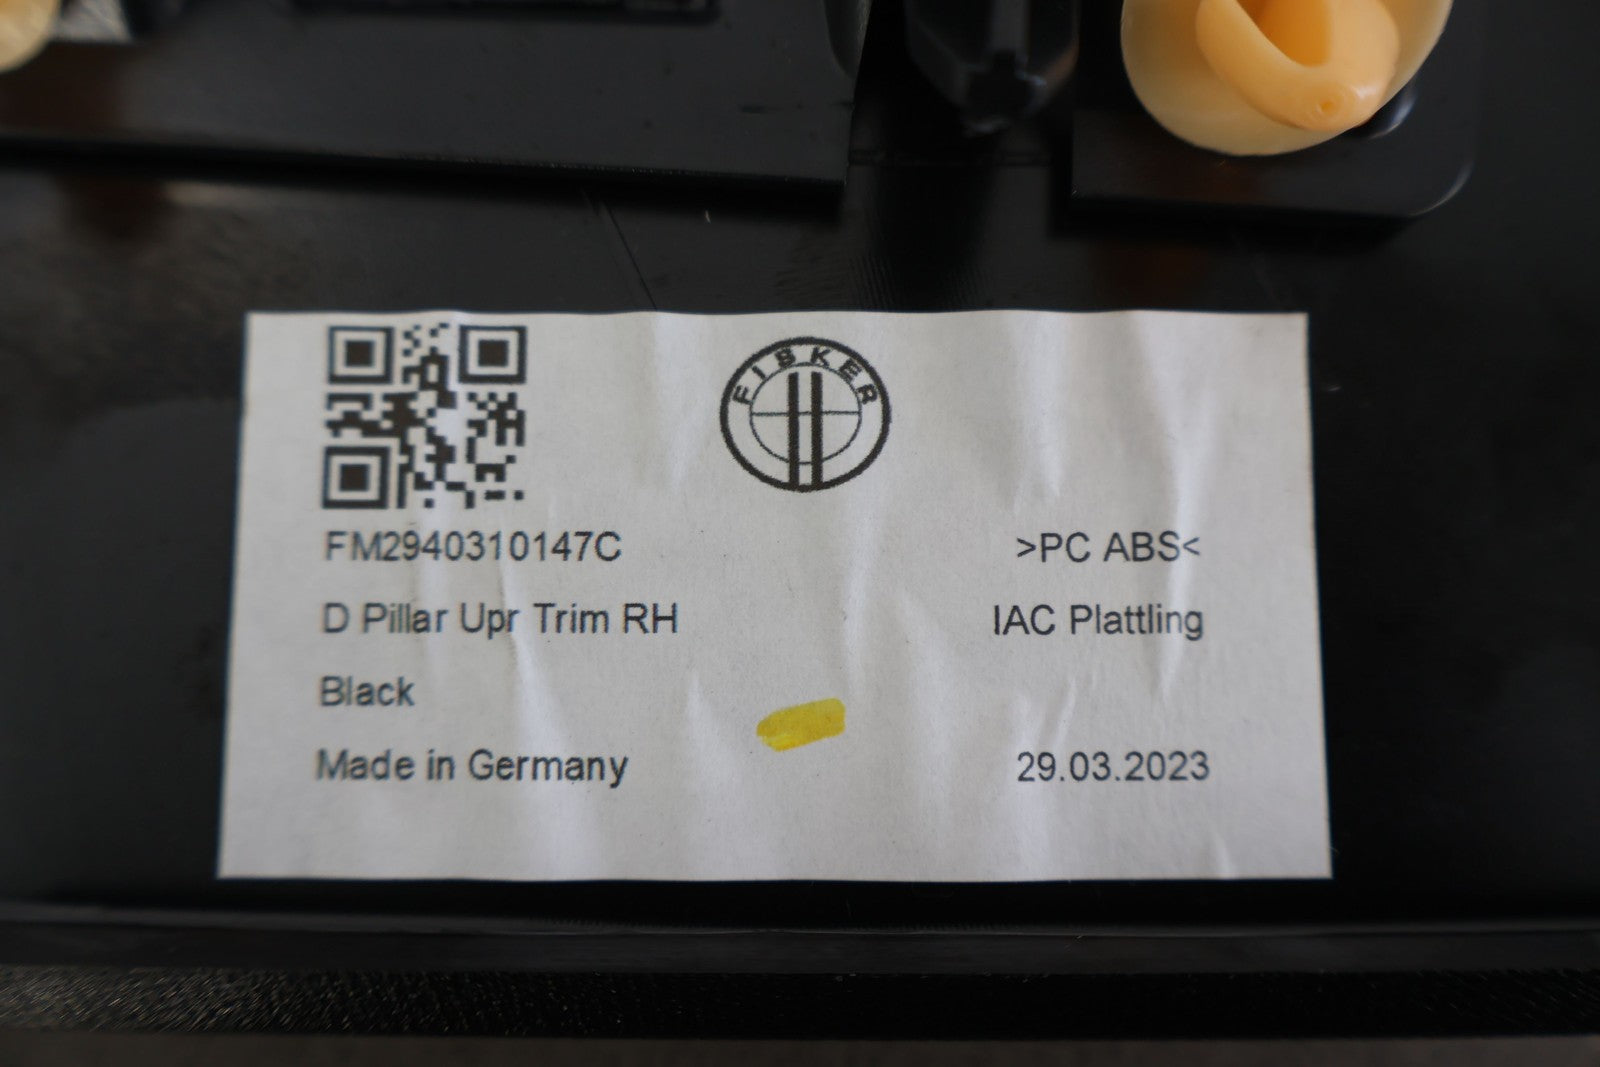 FISKER
FM2940310147C
>PC ABS<
D Pillar Upr Trim RH
IAC Plattling
Black
Made in Germany
29.03.2023